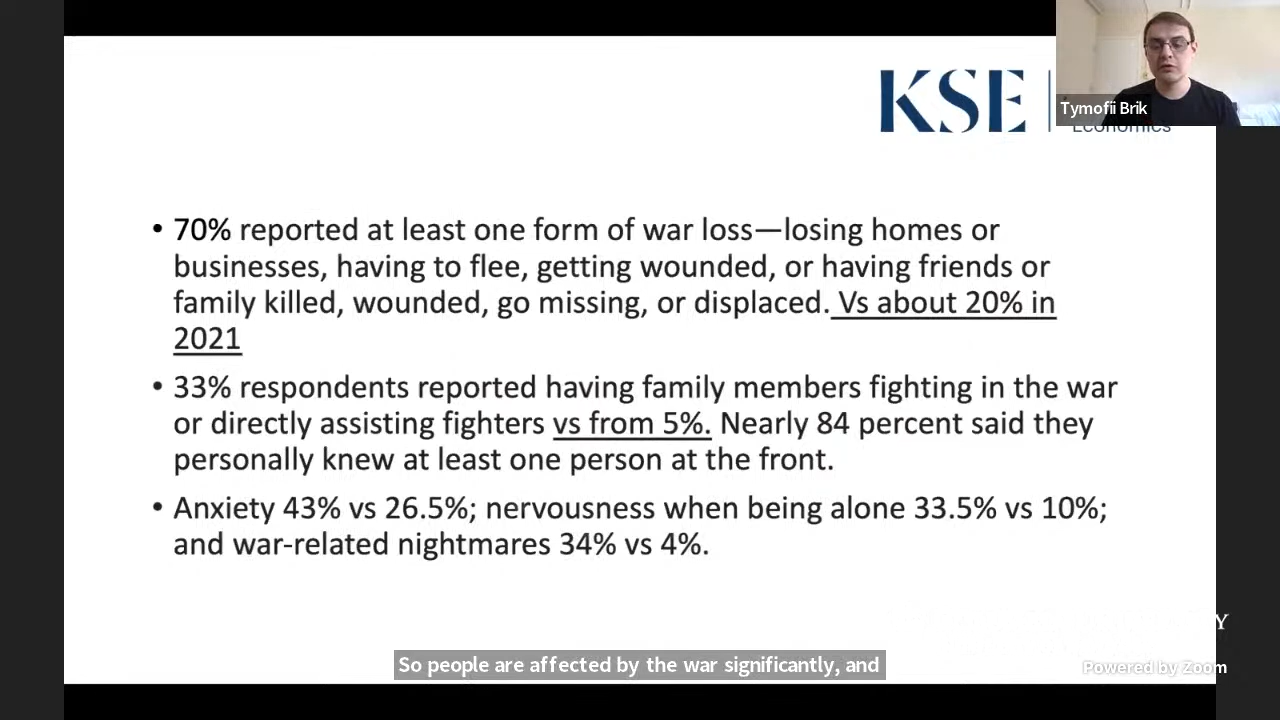 KSE
Economics
Tymofii Brik
• 70% reported at least one form of war loss—losing homes or
businesses, having to flee, getting wounded, or having friends or
family killed, wounded, go missing, or displaced. Vs about 20% in
2021
• 33% respondents reported having family members fighting in the war
or directly assisting fighters vs from 5%. Nearly 84 percent said they
personally knew at least one person at the front.
• Anxiety 43% vs 26.5%; nervousness when being alone 33.5% vs 10%;
and war-related nightmares 34% vs 4%.
Y
So people are affected by the war significantly, and
Powered by Zoom